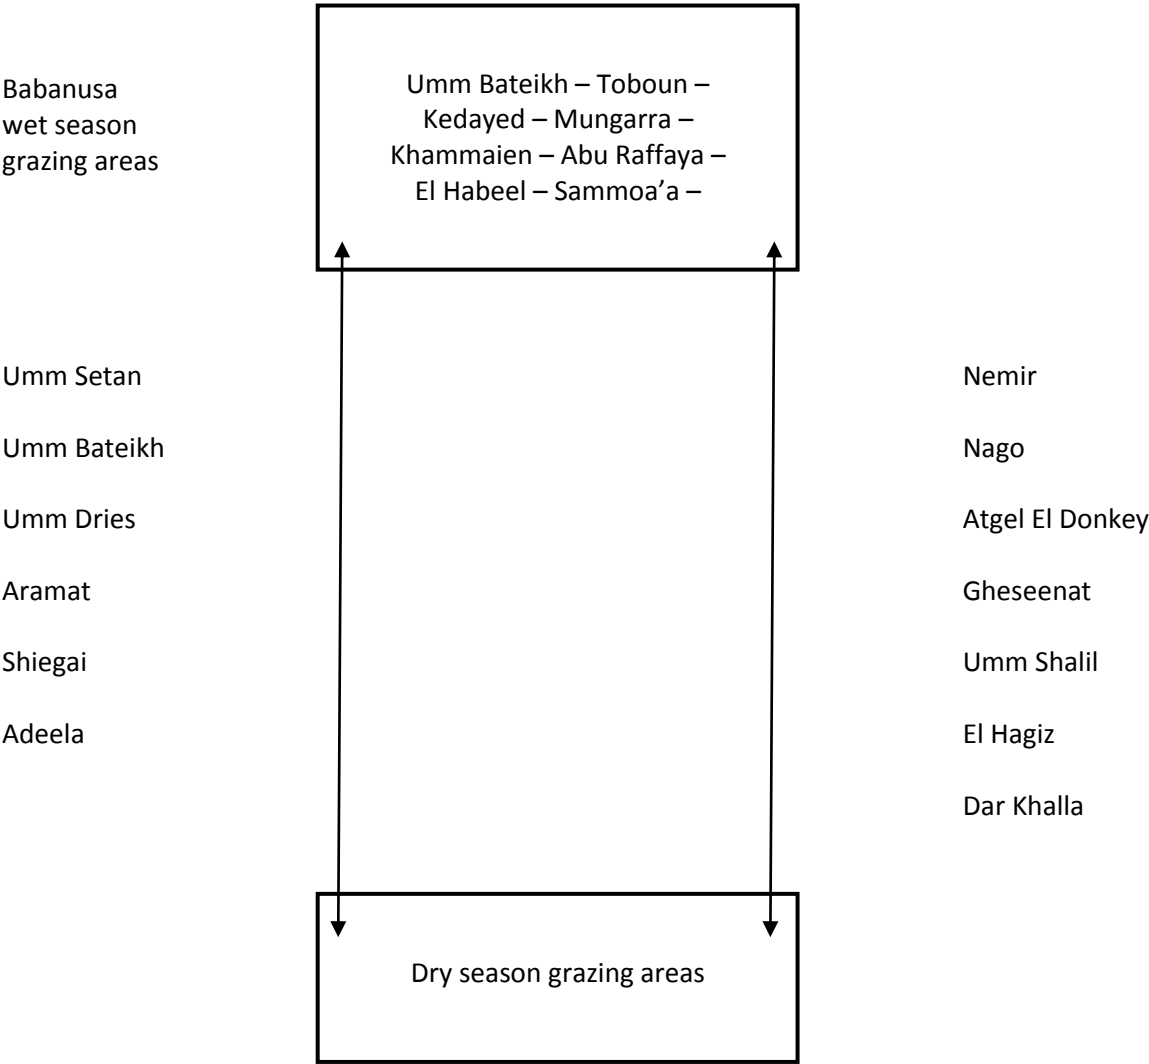 Babanusa
wet season
grazing areas
Umm Bateikh – Toboun –
Kedayed – Mungarra –
Khammaien – Abu Raffaya –
El Habeel – Sammoa’a –
Umm Setan
Umm Bateikh
Umm Dries
Aramat
Shiegai
Adeela
Nemir
Nago
Atgel El Donkey
Gheseenat
Umm Shalil
El Hagiz
Dar Khalla
Dry season grazing areas